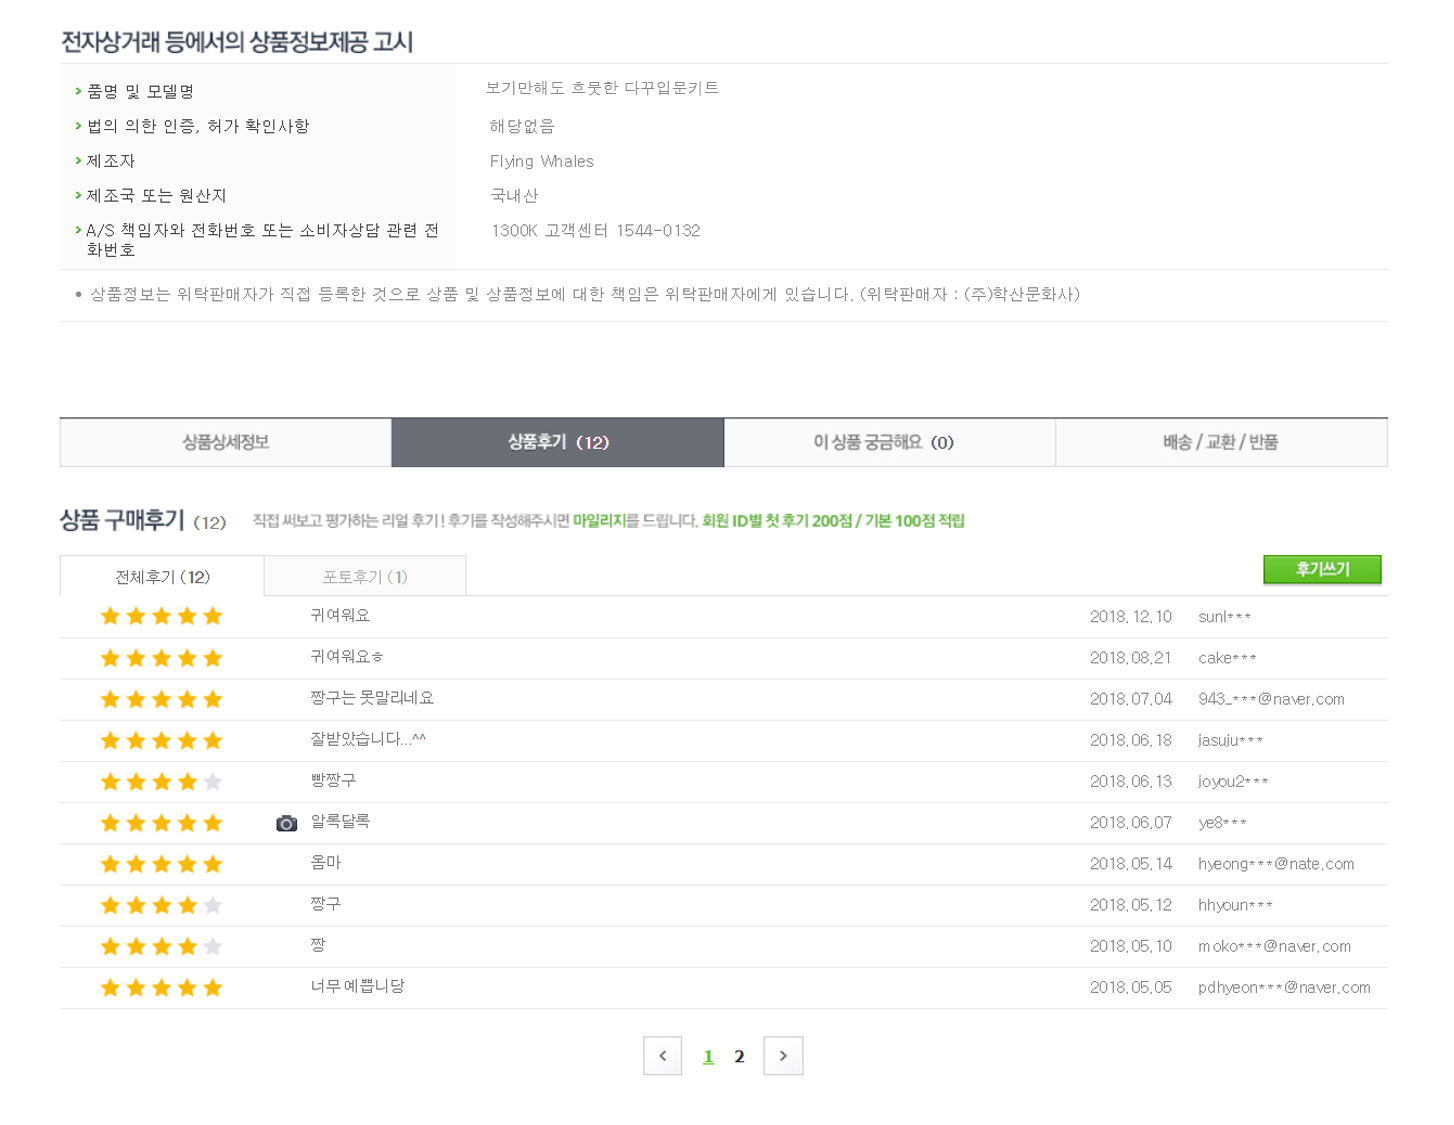 전자상거래 등에서의 상품정보제공 고시
품명 및 모델명 보기만해도 흐뭇한 다꾸입문키트
법의 의한 인증, 허가 확인사항 해당없음
제조자 Flying Whales
제조국 또는 원산지 국내산
A/S 책임자와 전화번호 또는 소비자상담 관련 전 1300K 고객센터 1544-0132
화번호
• 상품정보는 위탁판매자가 직접 등록한 것으로 상품 및 상품정보에 대한 책임은 위탁판매자에게 있습니다. (위탁판매자 : (주)학산문화사)
상품상세정보 상품후기 (12) 이 상품 궁금해요 (0) 배송 / 교환 / 반품
상품 구매후기 (12) 직접 써보고 평가하는 리얼 후기! 후기를 작성해주시면 마일리지를 드립니다. 회원 ID별 첫 후기 200점 / 기본 100점 적립
전체후기 (12) 포토후기 (1) 후기쓰기
귀여워요 2018.12.10 sunl***
귀여워요ㅎ 2018.08.21 cake***
짱구는 못말리네요 2018.07.04 943_***@naver.com
잘받았습니다...^^ 2018.06.18 jasuju***
빵짱구 2018.06.13 joyou2***
알록달록 2018.06.07 ye8***
옴마 2018.05.14 hyeong***@nate.com
짱구 2018.05.12 hhyoun***
짱 2018.05.10 moko***@naver.com
너무 예쁩니당 2018.05.05 pdhyeon***@naver.com
< 1 2 >